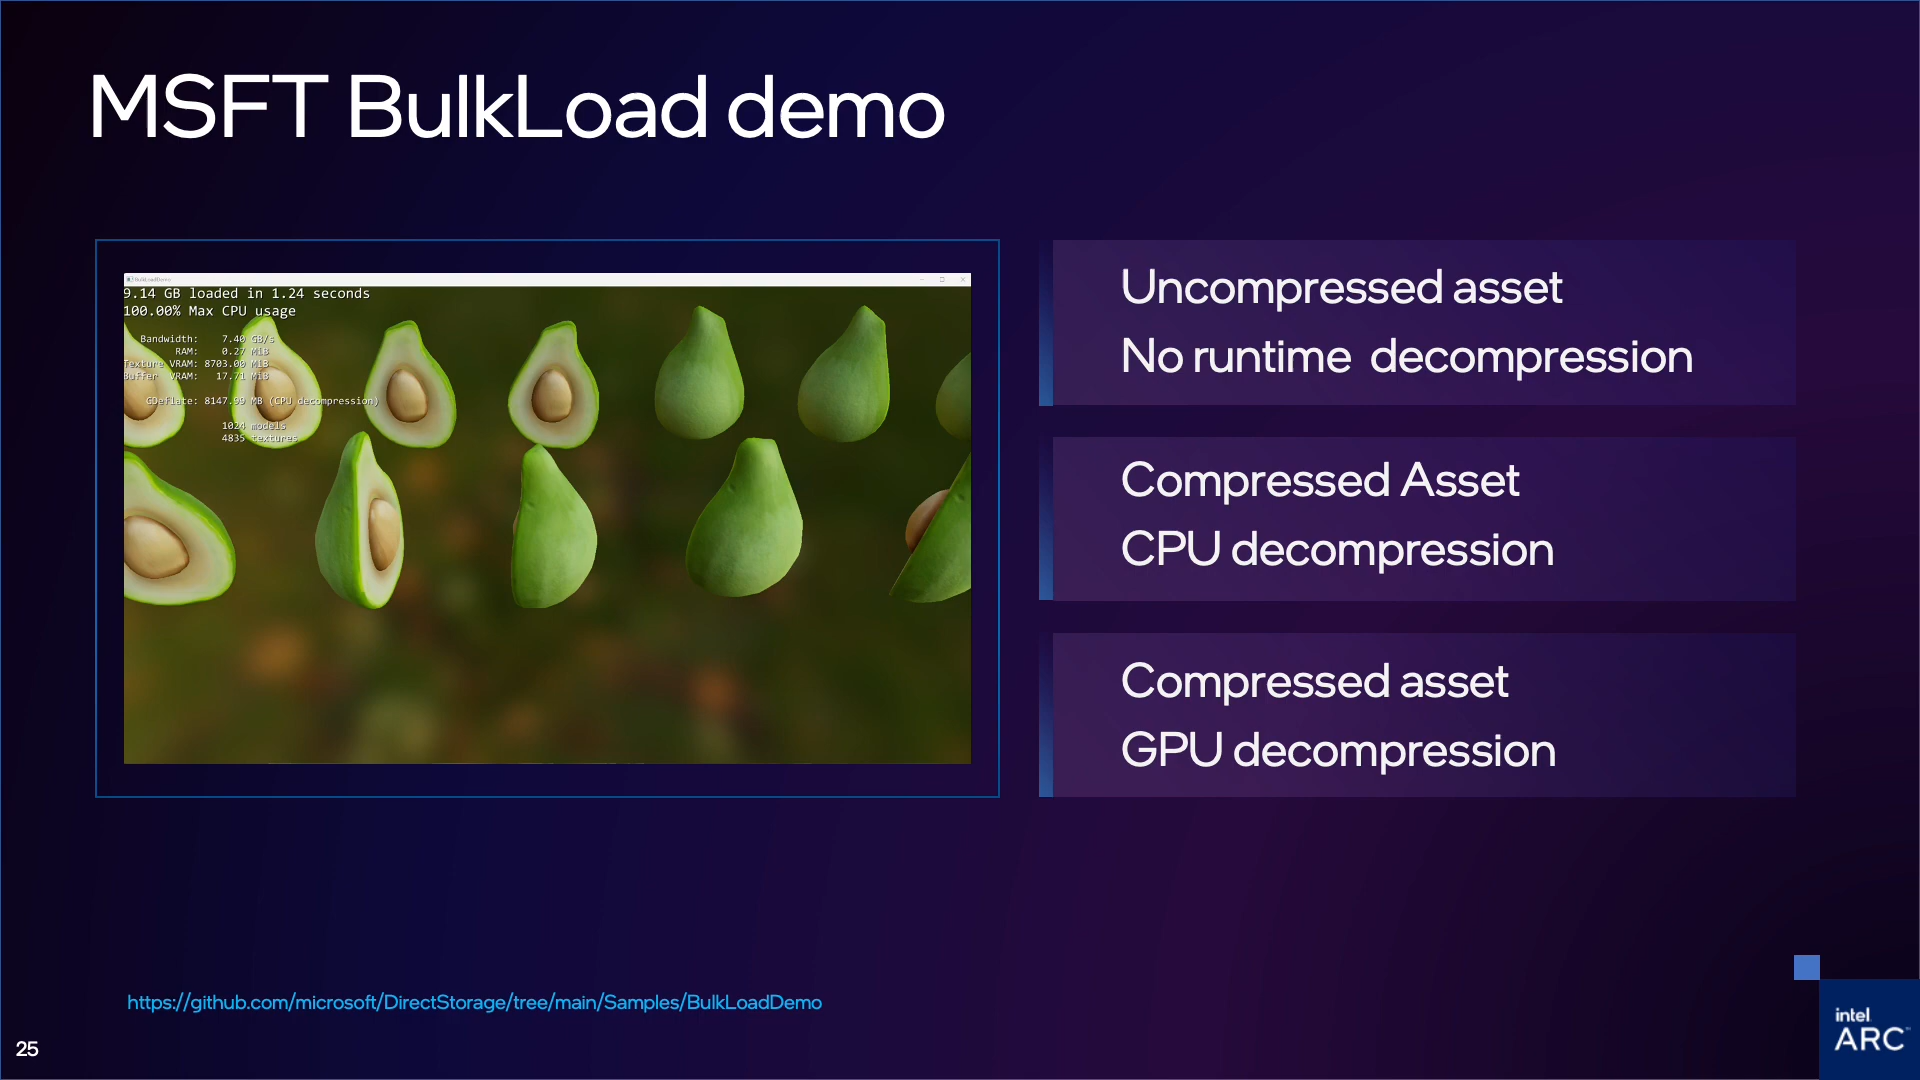 MSFT BulkLoad demo
BulkLoadDemo
9.14 GB loaded in 1.24 seconds
100.00% Max CPU usage
Bandwidth: 7.40 GB/s
RAM: 0.27 MiB
Texture VRAM: 8703.00 MiB
Buffer VRAM: 17.71 MiB
GDeflate: 8147.99 MB (CPU decompression)
1024 models
4835 textures
Uncompressed asset
No runtime decompression
Compressed Asset
CPU decompression
Compressed asset
GPU decompression
https://github.com/microsoft/DirectStorage/tree/main/Samples/BulkLoadDemo
25
intel
ARC™